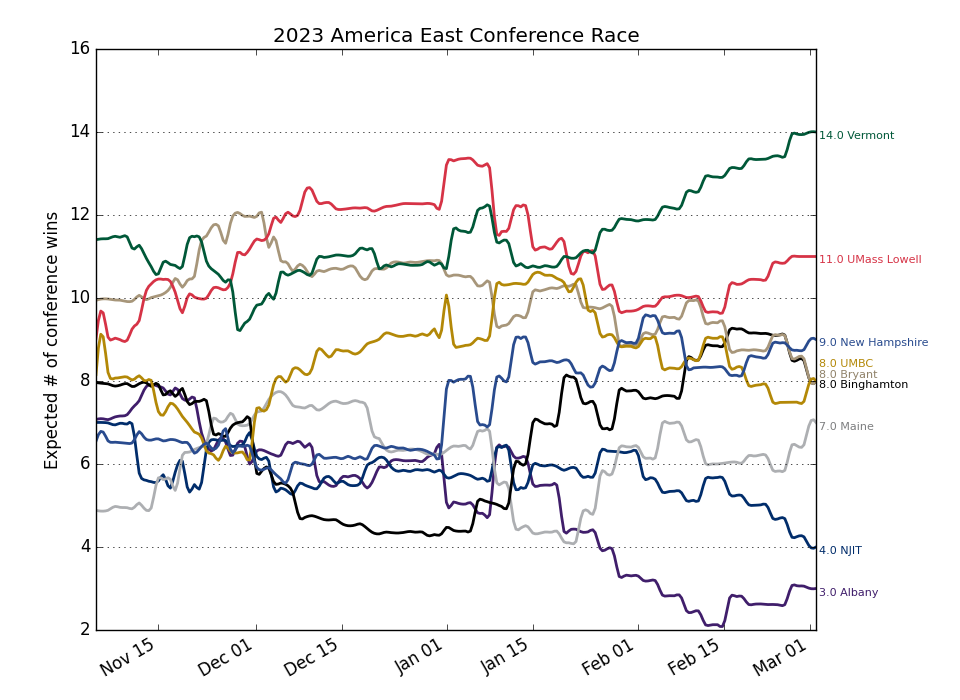 2023 America East Conference Race
Expected # of conference wins
16
14
12
10
8
6
4
2
14.0 Vermont
11.0 UMass Lowell
9.0 New Hampshire
8.0 UMBC
8.0 Bryant
8.0 Binghamton
7.0 Maine
4.0 NJIT
3.0 Albany
Nov 15
Dec 01
Dec 15
Jan 01
Jan 15
Feb 01
Feb 15
Mar 01